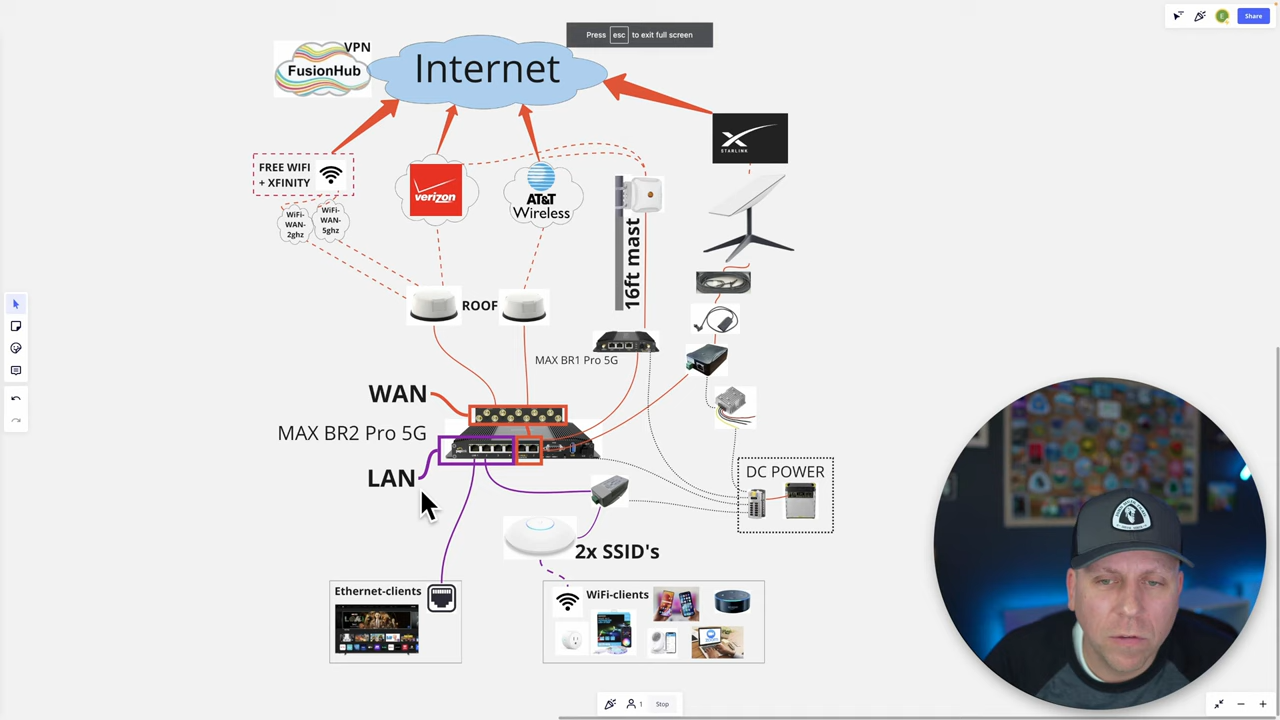 Press esc to exit full screen
Share
VPN
FusionHub
Internet
STARLINK
FREE WIFI
+ XFINITY
verizon
AT&T
Wireless
WiFi-
WAN-
2ghz
WiFi-
WAN-
5ghz
16ft mast
ROOF
MAX BR1 Pro 5G
WAN
MAX BR2 Pro 5G
LAN
DC POWER
2x SSID's
Ethernet-clients
WiFi-clients
1
Stop